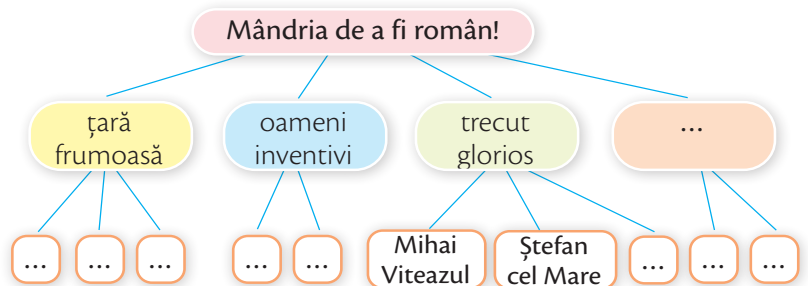 Mândria de a fi român!
țară
frumoasă
oameni
inventivi
trecut
glorios
...
...
...
...
...
...
Mihai
Viteazul
Ștefan
cel Mare
...
...
...